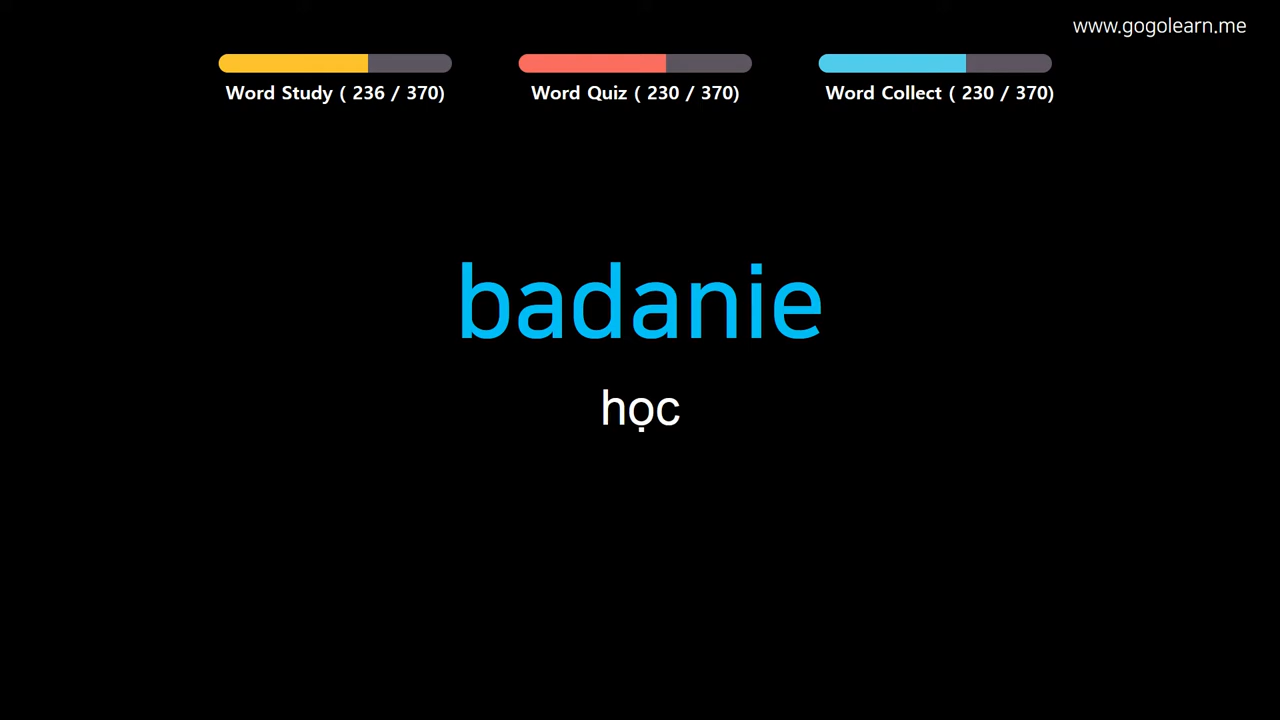 www.gogolearn.me
Word Study ( 236 / 370)
Word Quiz ( 230 / 370)
Word Collect ( 230 / 370)
badanie
học